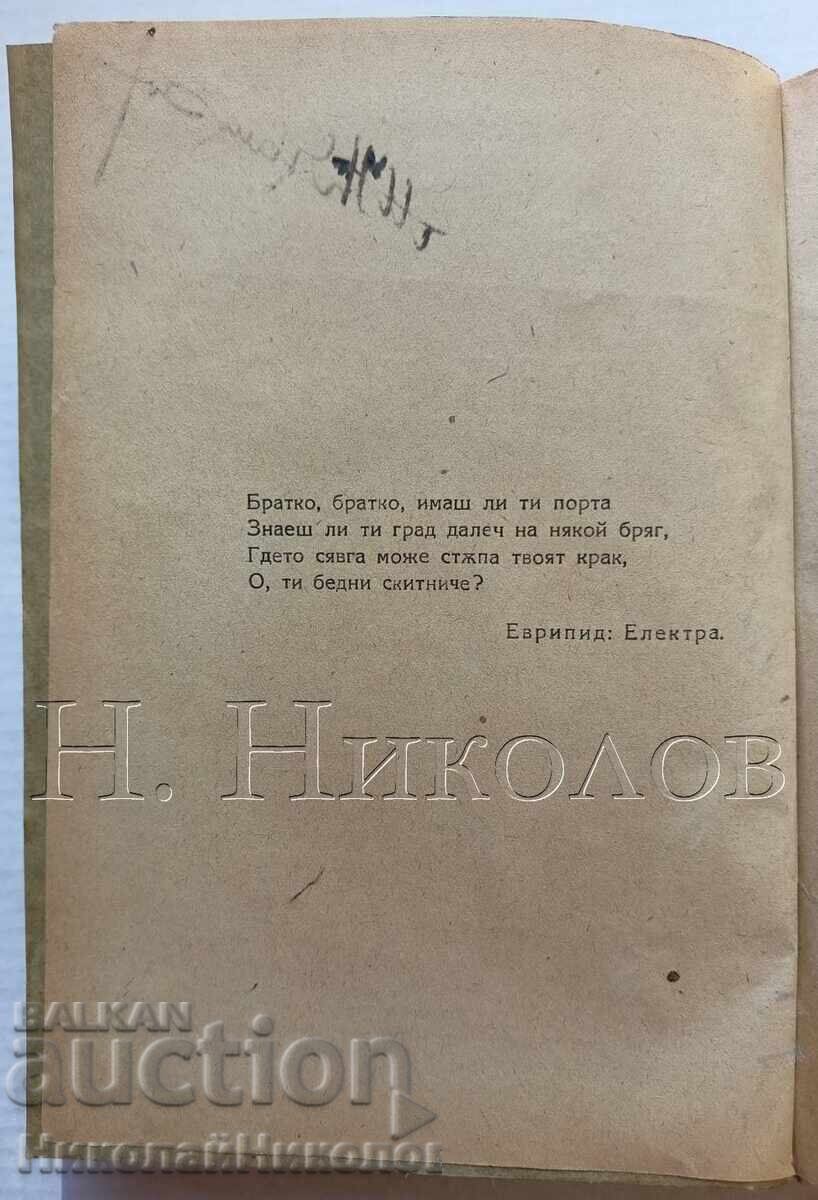 Братко, братко, имаш ли ти порта
Знаеш ли ти град далеч на някой бряг,
Гдето сявга може стѫпа твоят крак,
О, ти бедни скитниче?
Еврипид: Електра.
Н. Николов
BALKAN
auction
НиколайНиколов